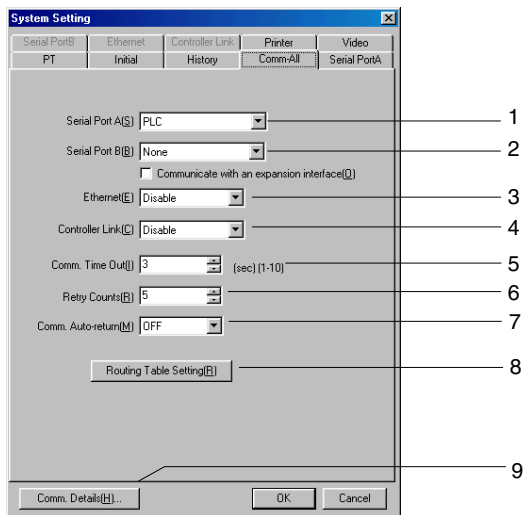 System Setting
Serial PortB Ethernet Controller Link Printer Video
PT Initial History Comm-All Serial PortA
Serial Port A(S) PLC 1
Serial Port B(B) None 2
Communicate with an expansion interface(O)
Ethernet(E) Disable 3
Controller Link(C) Disable 4
Comm. Time Out(I) 3 (sec) (1-10) 5
Retry Counts(R) 5 6
Comm. Auto-return(M) OFF 7
Routing Table Setting(R) 8
9
Comm. Details(H)... OK Cancel